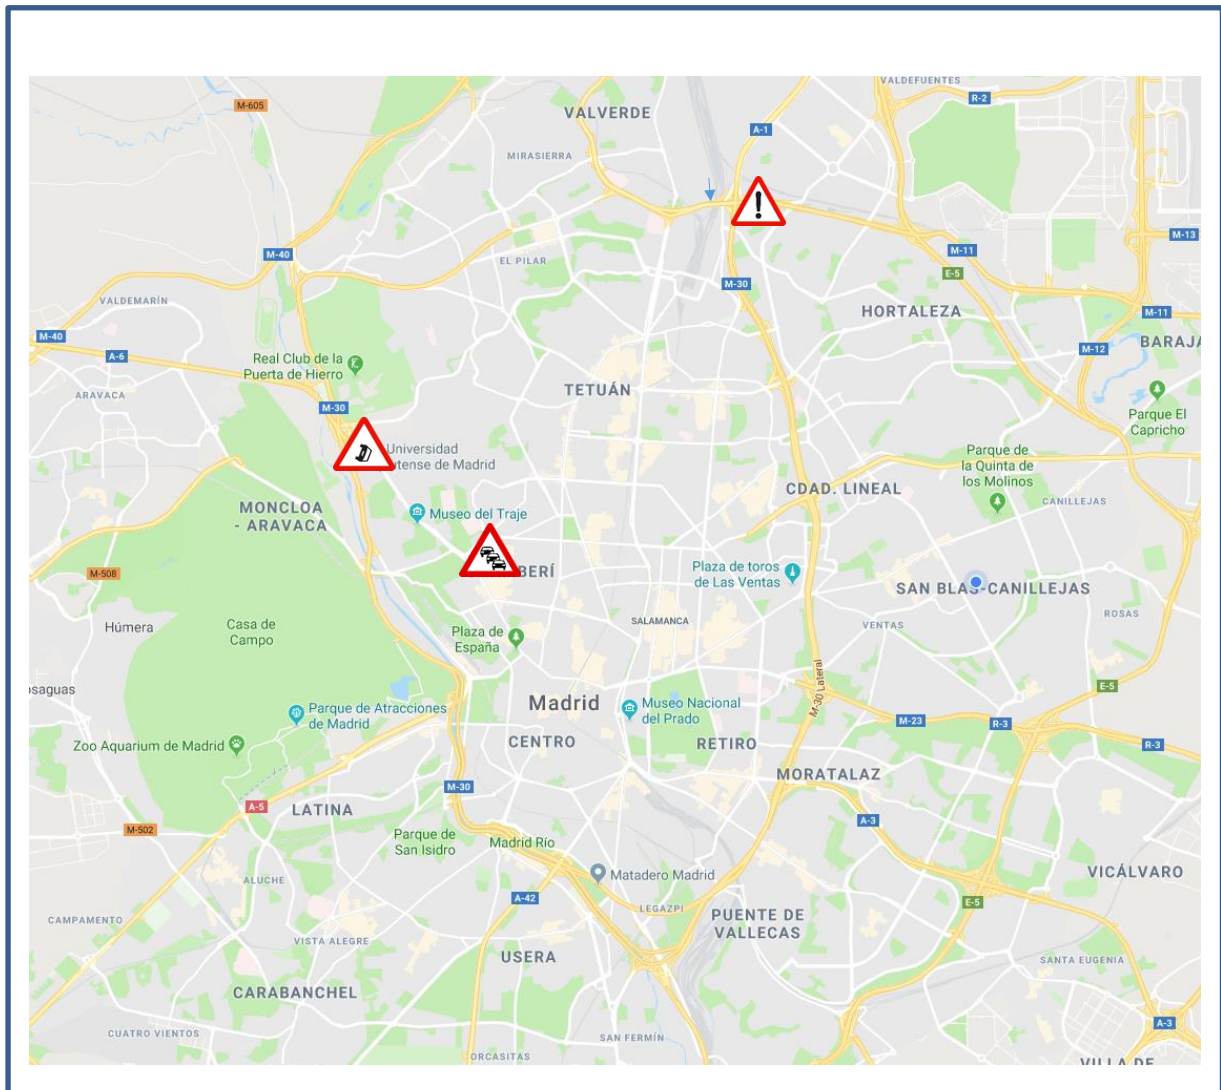 VALDEFUENTES
M-605
R-2
VALVERDE
A-1
MIRASIERRA
!
M-13
M-40
EL PILAR
M-11
E-5
M-30
VALDEMARÍN
HORTALEZA
M-11
M-40
BARAJA
A-6
M-12
Real Club de la
Puerta de Hierro
TETUÁN
ARAVACA
M-30
Parque El
Capricho
Universidad
utense de Madrid
Parque de
la Quinta de
los Molinos
CDAD. LINEAL
CANILLEJAS
MONCLOA
- ARAVACA
Museo del Traje
M-508
BERÍ
Plaza de toros
de Las Ventas
SAN BLAS-CANILLEJAS
ROSAS
Húmera
Casa de
Campo
SALAMANCA
VENTAS
Plaza de
España
osaguas
M-30 Lateral
E-5
Parque de Atracciones
de Madrid
Madrid
Museo Nacional
del Prado
M-23
R-3
Zoo Aquarium de Madrid
CENTRO
RETIRO
R-3
MORATALAZ
M-30
A-5
LATINA
M-502
Parque de
San Isidro
Madrid Río
A-3
Matadero Madrid
VICÁLVARO
ALUCHE
A-42
LEGAZPI
E-5
CAMPAMENTO
PUENTE DE
VALLECAS
VISTA ALEGRE
USERA
SANTA EUGENIA
CARABANCHEL
CUATRO VIENTOS
SAN FERMÍN
A-3
ORCASITAS
VILLA DE